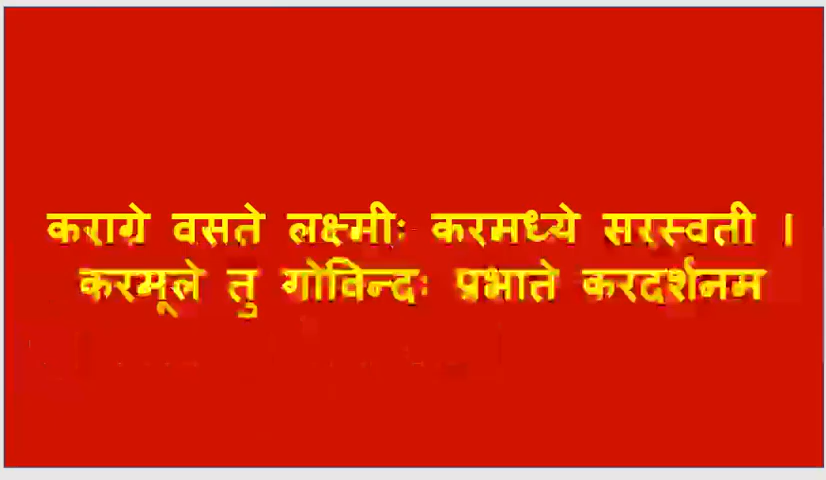 कराग्रे वसते लक्ष्मीः करमध्ये सरस्वती ।
करमूले तु गोविन्दः प्रभाते करदर्शनम